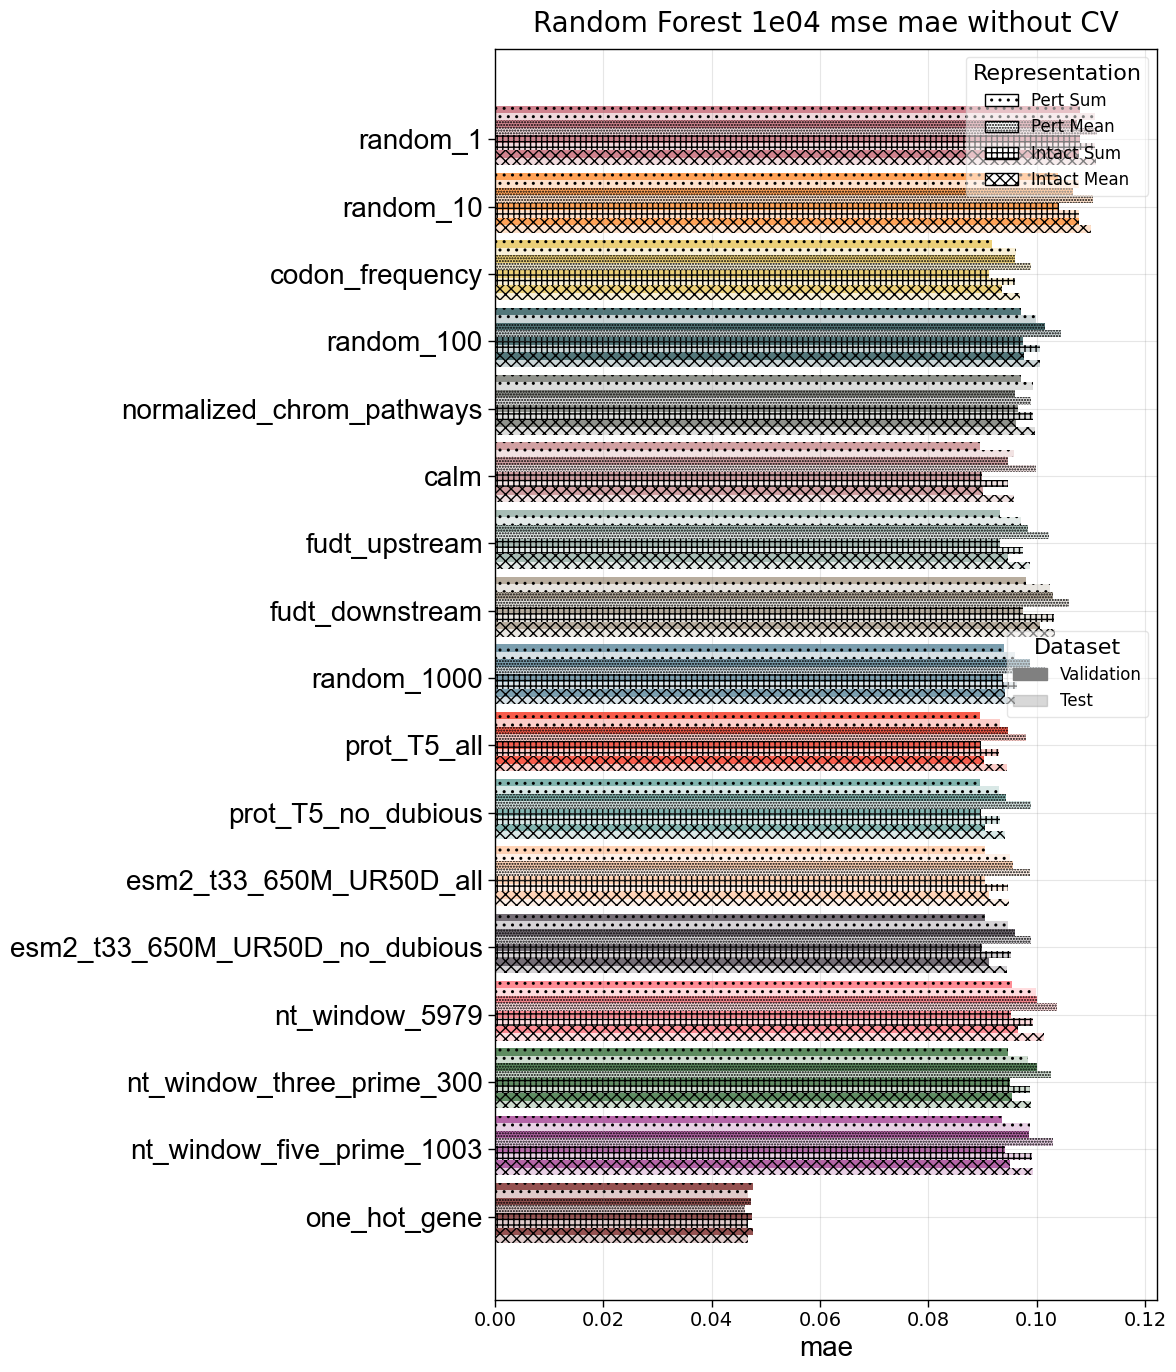 Random Forest 1e04 mse mae without CV
Representation
Pert Sum
Pert Mean
Intact Sum
Intact Mean
random_1
random_10
codon_frequency
random_100
normalized_chrom_pathways
calm
fudt_upstream
fudt_downstream
Dataset
Validation
Test
random_1000
prot_T5_all
prot_T5_no_dubious
esm2_t33_650M_UR50D_all
esm2_t33_650M_UR50D_no_dubious
nt_window_5979
nt_window_three_prime_300
nt_window_five_prime_1003
one_hot_gene
0.00 0.02 0.04 0.06 0.08 0.10 0.12
mae